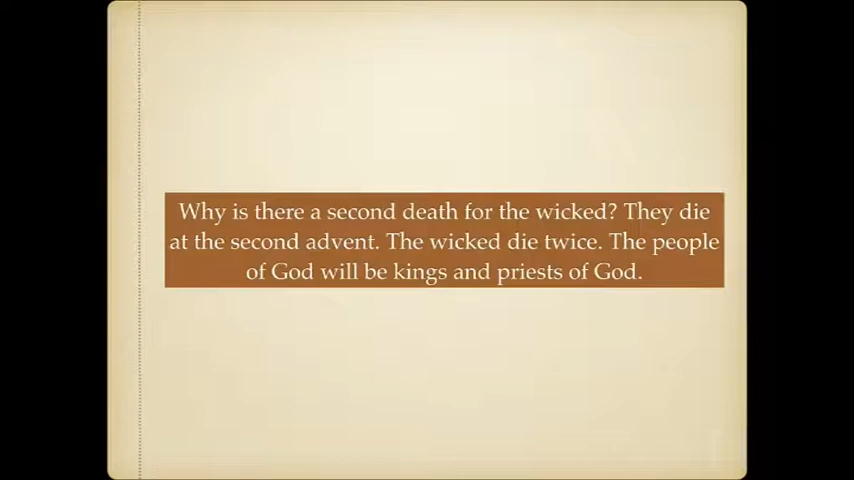 Why is there a second death for the wicked? They die
at the second advent. The wicked die twice. The people
of God will be kings and priests of God.